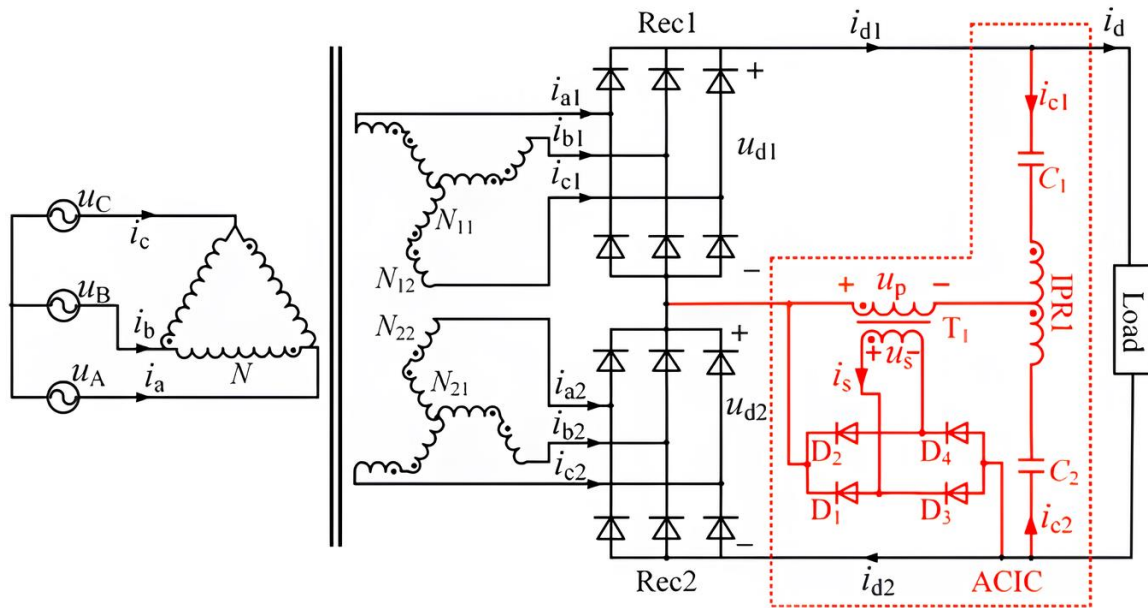 Rec1
i_d1
i_d
i_a1
+
i_c1
i_b1
u_d1
C_1
u_C
i_c1
i_c
N_11
N_12
−
IPR1
u_B
+ u_p −
N_22
T_1
Load
i_b
+
+ u_s −
u_A
N
i_a
N_21
i_a2
i_s
u_d2
i_b2
D_2
D_4
i_c2
C_2
D_1
D_3
i_c2
−
Rec2
i_d2
ACIC